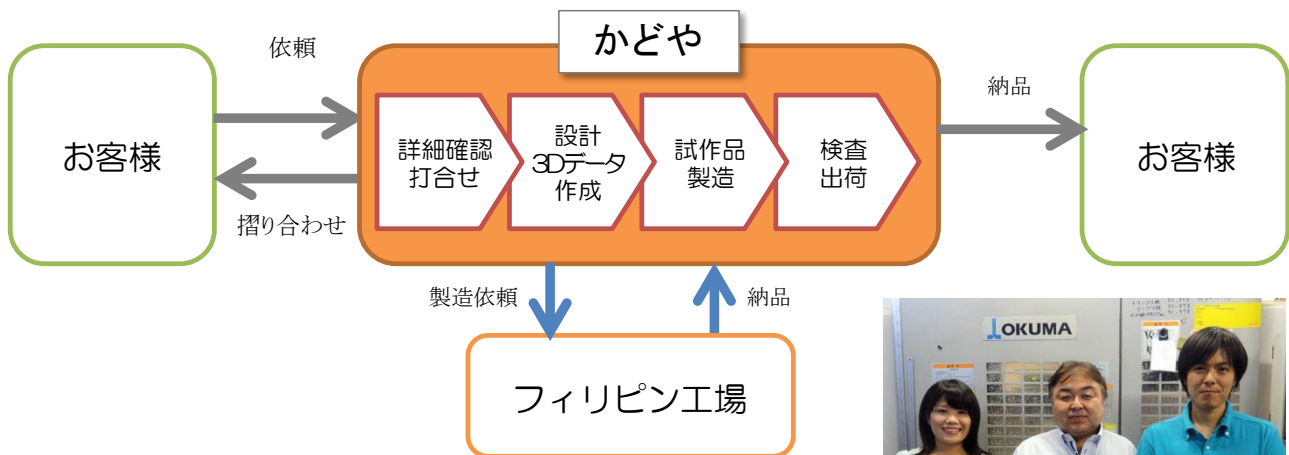 かどや
依頼
お客様
摺り合わせ
詳細確認
打合せ
設計
3Dデータ
作成
試作品
製造
検査
出荷
納品
お客様
製造依頼
納品
フィリピン工場
OKUMA